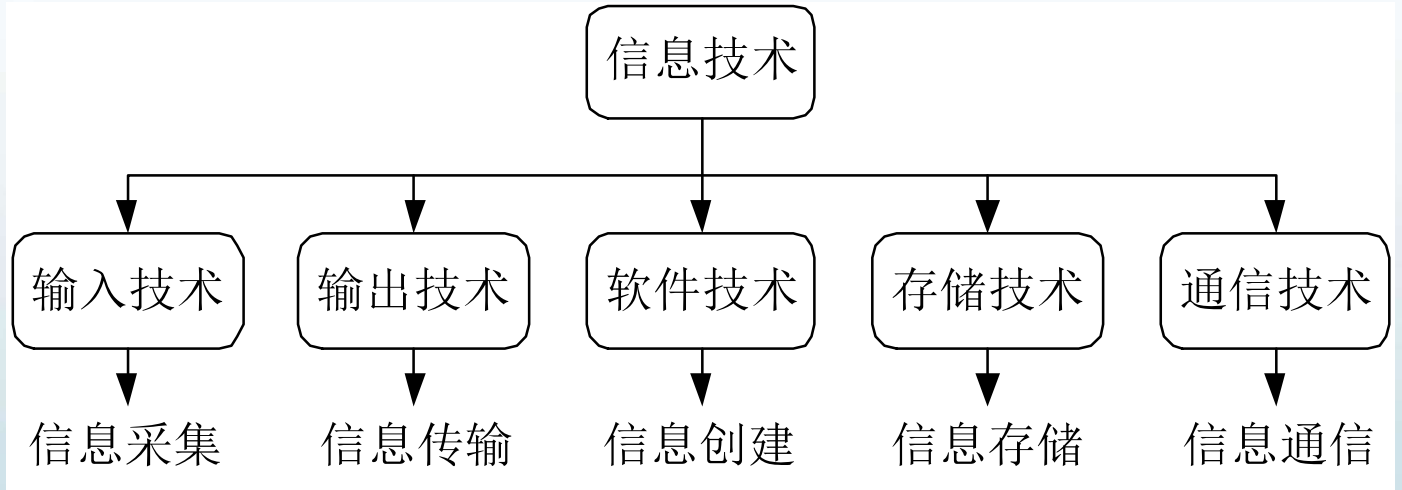 信息技术
输入技术
输出技术
软件技术
存储技术
通信技术
信息采集
信息传输
信息创建
信息存储
信息通信